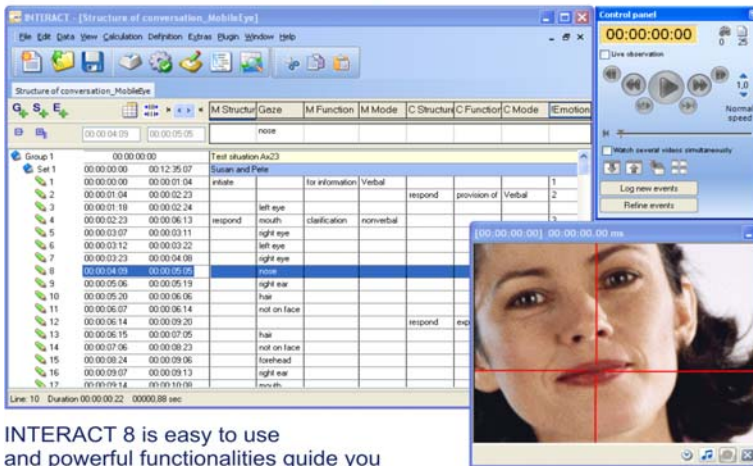 INTERACT - [Structure of conversation_MobileEye]
File Edit Data View Calculation Definition Extras Plugin Window Help
Structure of conversation_MobileEye
G+ S+ E+ M Structur Gaze M Function M Mode C Structure C Function C Mode !Emotion
00:00:04:09 00:00:05:05 nose
Group 1 00:00:00:00 Test situation Ax23
Set 1 00:00:00:00 00:12:35:07 Susan and Pete
1 00:00:00:00 00:00:01:04 intiate for information Verbal 1
2 00:00:01:04 00:00:02:23 respond provision of Verbal 2
3 00:00:01:18 00:00:02:24 left eye
4 00:00:02:23 00:00:06:13 respond mouth clarification nonverbal 3
5 00:00:03:07 00:00:03:11 right eye
6 00:00:03:12 00:00:03:22 left eye
7 00:00:03:23 00:00:04:08 right eye
8 00:00:04:09 00:00:05:05 nose
9 00:00:05:06 00:00:05:19 right ear
10 00:00:05:20 00:00:06:06 hair
11 00:00:06:07 00:00:06:14 not on face
12 00:00:06:14 00:00:09:20 respond
13 00:00:06:15 00:00:07:05 hair
14 00:00:07:06 00:00:08:23 not on face
15 00:00:08:24 00:00:09:06 forehead
16 00:00:09:07 00:00:09:13 right ear
17 00:00:09:14 00:00:10:08 mouth
Line: 10 Duration 00:00:00:22 00000,88 sec
Control panel
00:00:00:00
0 25
Live observation
1,0
Normal speed
Watch several videos simultaneously
Log new events
Refine events
[00:00:00:00] 00:00:00.00 ms
INTERACT 8 is easy to use
and powerful functionalities guide you